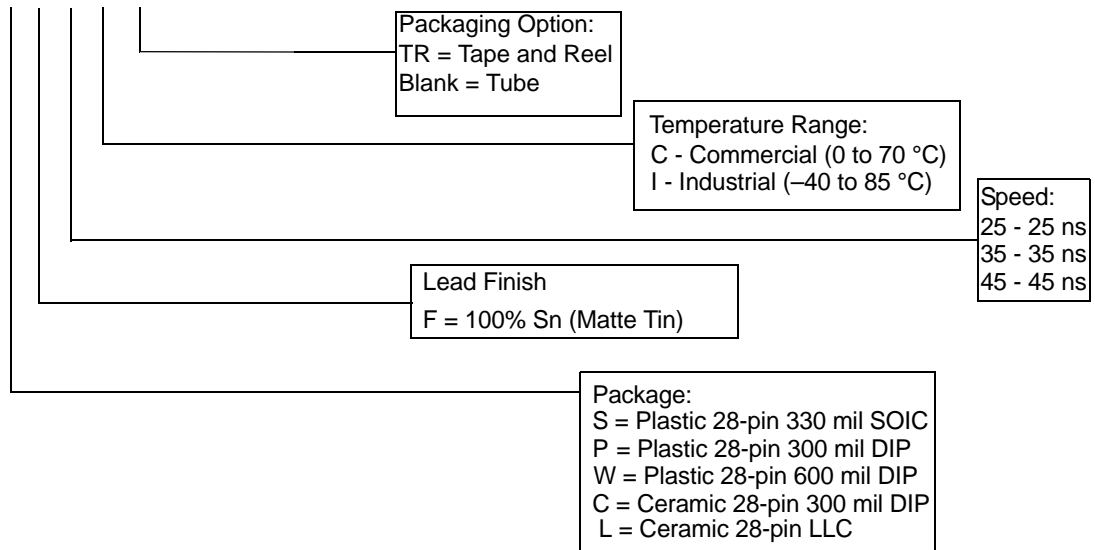 Packaging Option:
TR = Tape and Reel
Blank = Tube
Temperature Range:
C - Commercial (0 to 70 °C)
I - Industrial (–40 to 85 °C)
Speed:
25 - 25 ns
35 - 35 ns
45 - 45 ns
Lead Finish
F = 100% Sn (Matte Tin)
Package:
S = Plastic 28-pin 330 mil SOIC
P = Plastic 28-pin 300 mil DIP
W = Plastic 28-pin 600 mil DIP
C = Ceramic 28-pin 300 mil DIP
L = Ceramic 28-pin LLC